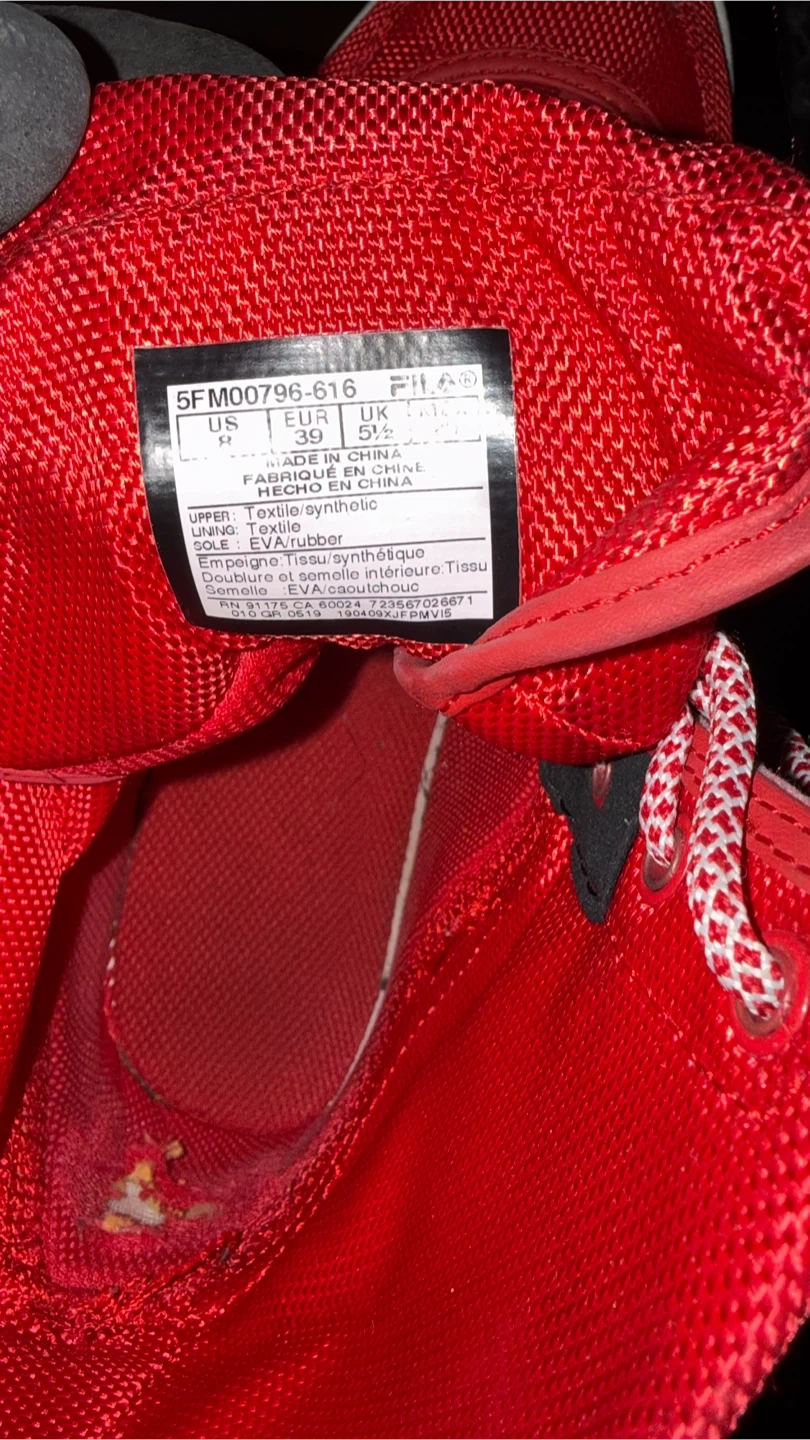 5FM00796-616 FILA®
US EUR UK
8 39 5½
MADE IN CHINA
FABRIQUÉ EN CHINE
HECHO EN CHINA
UPPER: Textile/synthetic
LINING: Textile
SOLE : EVA/rubber
Empeigne:Tissu/synthétique
Doublure et semelle intérieure:Tissu
Semelle :EVA/caoutchouc
RN 91175 CA 60024 723567026671
010 GR 0519 190409XJFPMVI5